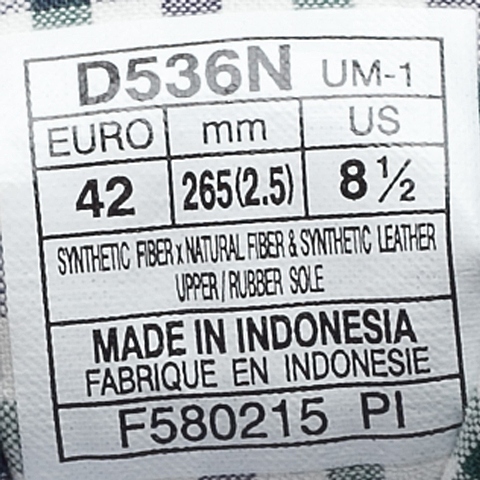 D536N UM-1
EURO mm US
42 265(2.5) 8 ½
SYNTHETIC FIBER x NATURAL FIBER & SYNTHETIC LEATHER
UPPER / RUBBER SOLE
MADE IN INDONESIA
FABRIQUE EN INDONESIE
F580215 PI